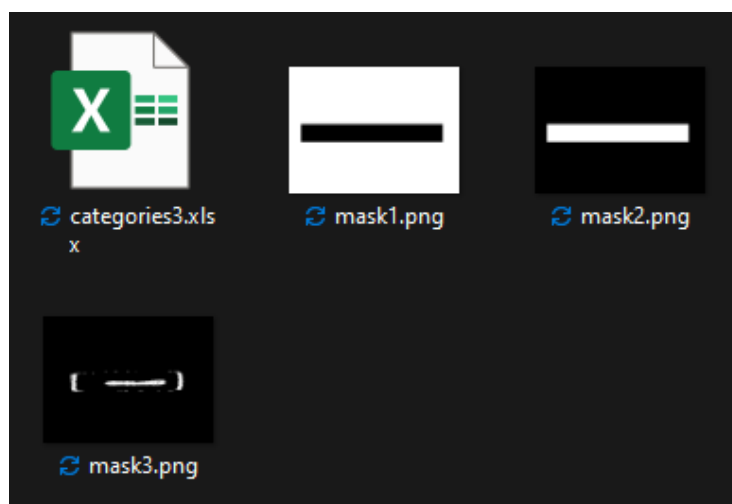 X
categories3.xls
x
mask1.png
mask2.png
mask3.png